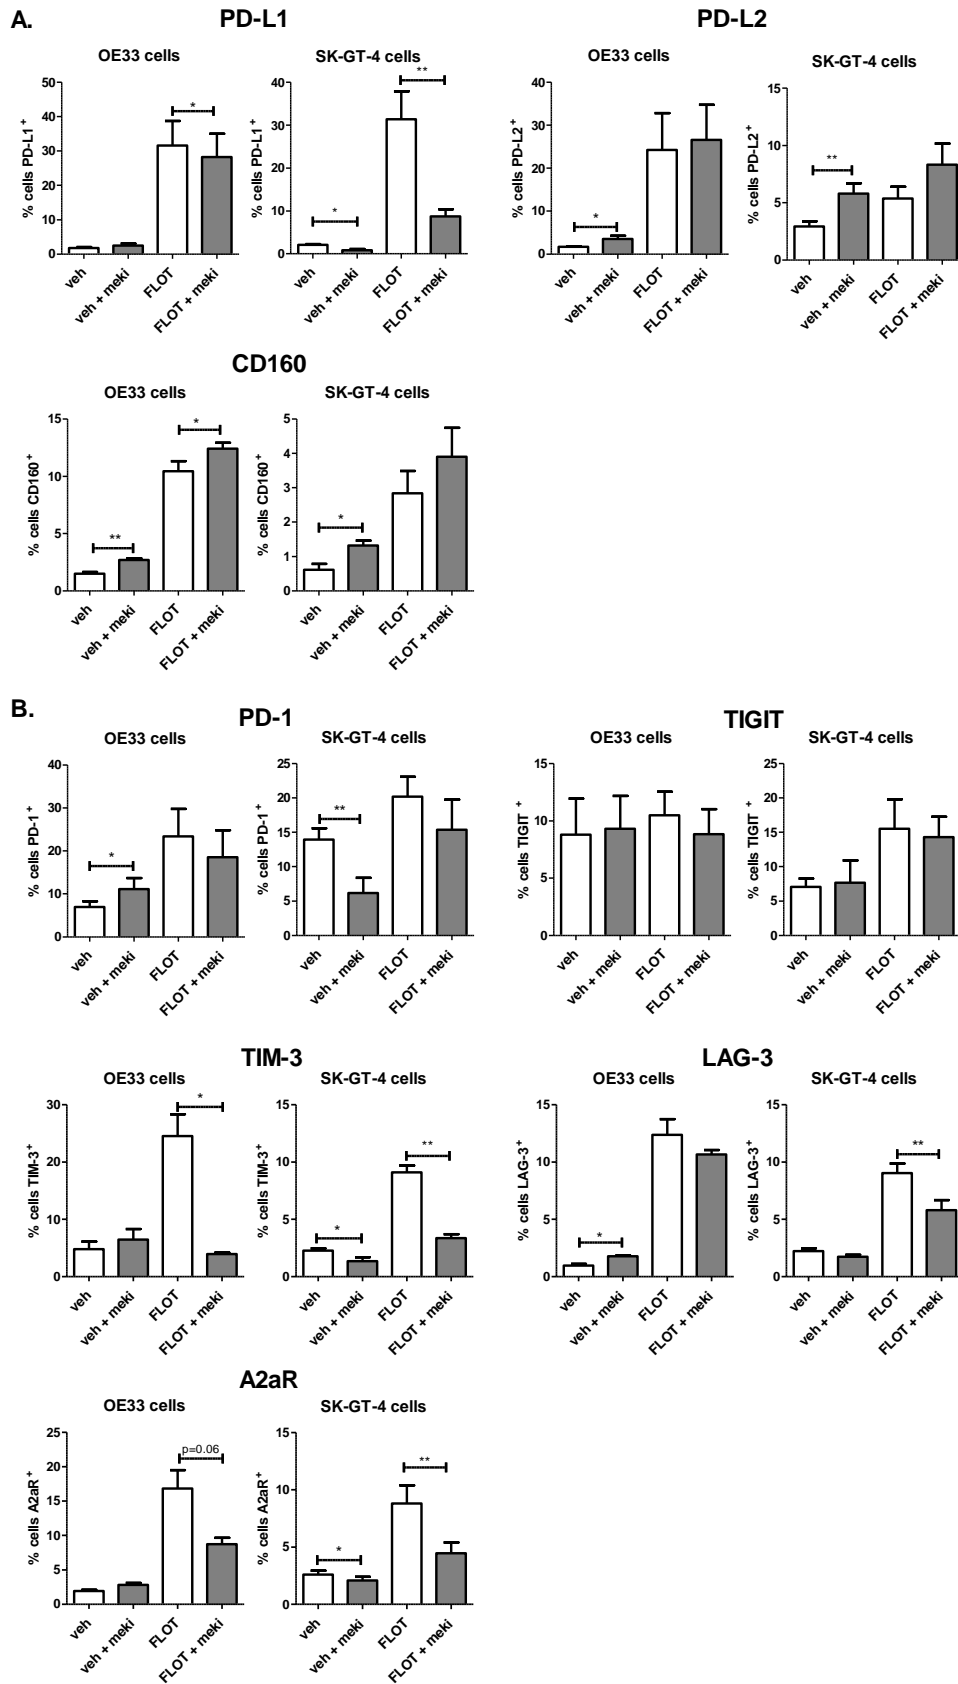 A.
PD-L1
PD-L2
OE33 cells
SK-GT-4 cells
OE33 cells
SK-GT-4 cells
% cells PD-L1+
50
40
30
20
10
0
*
veh
veh + meki
FLOT
FLOT + meki
% cells PD-L1+
40
30
20
10
0
*
**
veh
veh + meki
FLOT
FLOT + meki
% cells PD-L2+
40
30
20
10
0
*
veh
veh + meki
FLOT
FLOT + meki
% cells PD-L2+
15
10
5
0
**
veh
veh + meki
FLOT
FLOT + meki
CD160
OE33 cells
SK-GT-4 cells
% cells CD160+
15
10
5
0
**
*
veh
veh + meki
FLOT
FLOT + meki
% cells CD160+
5
4
3
2
1
0
*
veh
veh + meki
FLOT
FLOT + meki
B.
PD-1
TIGIT
OE33 cells
SK-GT-4 cells
OE33 cells
SK-GT-4 cells
% cells PD-1+
40
30
20
10
0
*
veh
veh + meki
FLOT
FLOT + meki
% cells PD-1+
25
20
15
10
5
0
**
veh
veh + meki
FLOT
FLOT + meki
% cells TIGIT +
15
10
5
0
veh
veh + meki
FLOT
FLOT + meki
% cells TIGIT +
25
20
15
10
5
0
veh
veh + meki
FLOT
FLOT + meki
TIM-3
LAG-3
OE33 cells
SK-GT-4 cells
OE33 cells
SK-GT-4 cells
% cells TIM-3+
30
20
10
0
*
veh
veh + meki
FLOT
FLOT + meki
% cells TIM-3+
15
10
5
0
*
**
veh
veh + meki
FLOT
FLOT + meki
% cells LAG-3+
15
10
5
0
*
veh
veh + meki
FLOT
FLOT + meki
% cells LAG-3+
15
10
5
0
**
veh
veh + meki
FLOT
FLOT + meki
A2aR
OE33 cells
SK-GT-4 cells
% cells A2aR+
25
20
15
10
5
0
p=0.06
veh
veh + meki
FLOT
FLOT + meki
% cells A2aR+
15
10
5
0
*
**
veh
veh + meki
FLOT
FLOT + meki